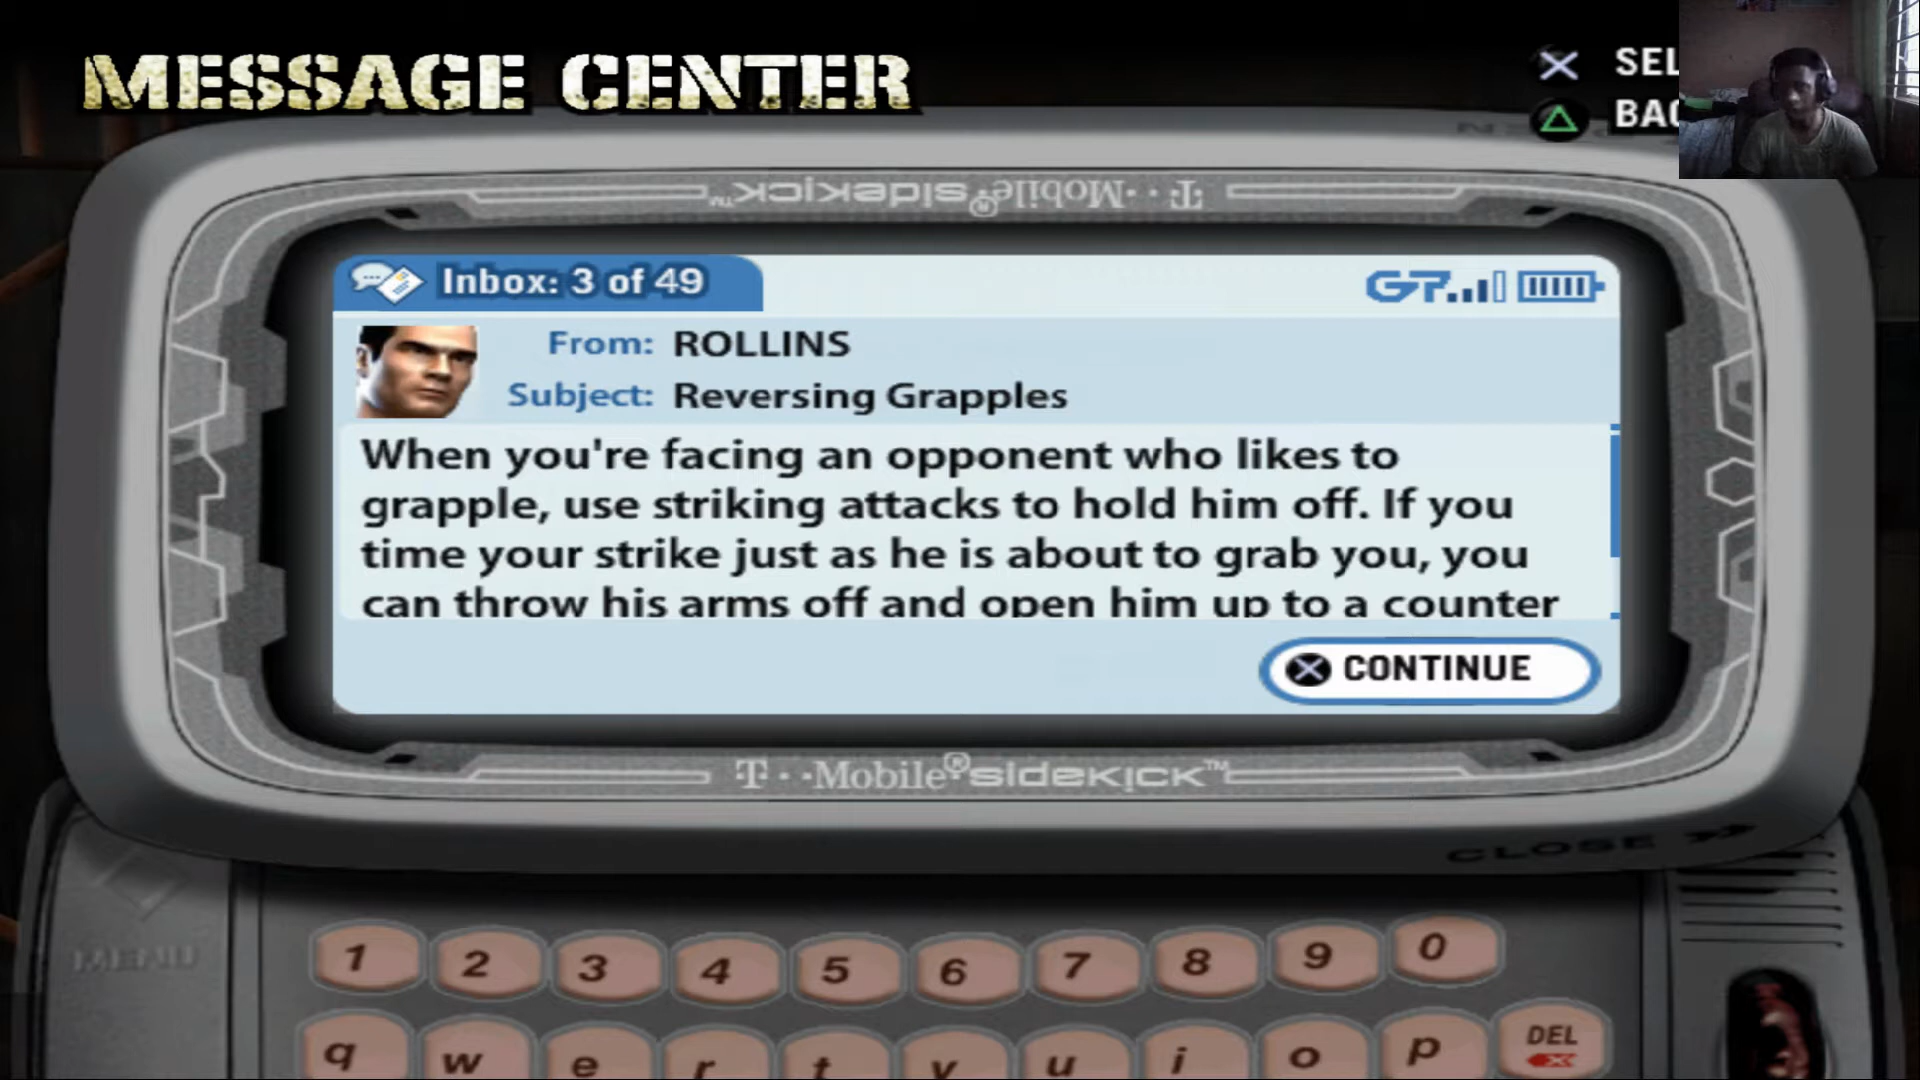 MESSAGE CENTER
SEL
BAC
T··Mobile®sidekick™
Inbox: 3 of 49
From: ROLLINS
Subject: Reversing Grapples
When you're facing an opponent who likes to
grapple, use striking attacks to hold him off. If you
time your strike just as he is about to grab you, you
can throw his arms off and open him up to a counter
CONTINUE
T··Mobile®sidekick™
CLOSE
MENU
1 2 3 4 5 6 7 8 9 0
q w e r t y u i o p DEL